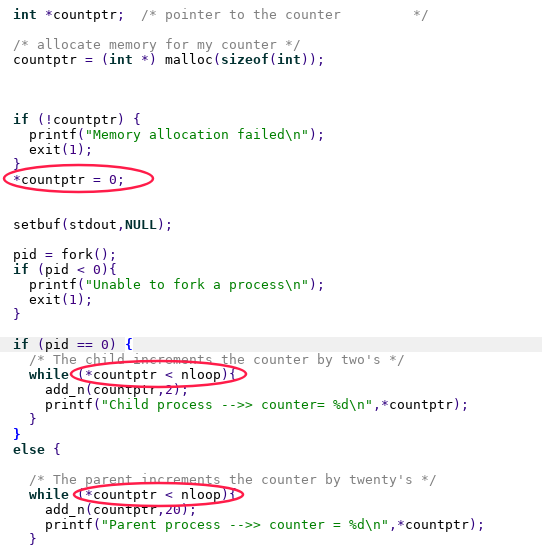 int *countptr;  /* pointer to the counter         */
/* allocate memory for my counter */
countptr = (int *) malloc(sizeof(int));
if (!countptr) {
  printf("Memory allocation failed\n");
  exit(1);
}
*countptr = 0;
setbuf(stdout,NULL);
pid = fork();
if (pid < 0){
  printf("Unable to fork a process\n");
  exit(1);
}
if (pid == 0) {
  /* The child increments the counter by two's */
  while (*countptr < nloop){
    add_n(countptr,2);
    printf("Child process -->> counter= %d\n",*countptr);
  }
}
else {
  /* The parent increments the counter by twenty's */
  while (*countptr < nloop){
    add_n(countptr,20);
    printf("Parent process -->> counter = %d\n",*countptr);
  }